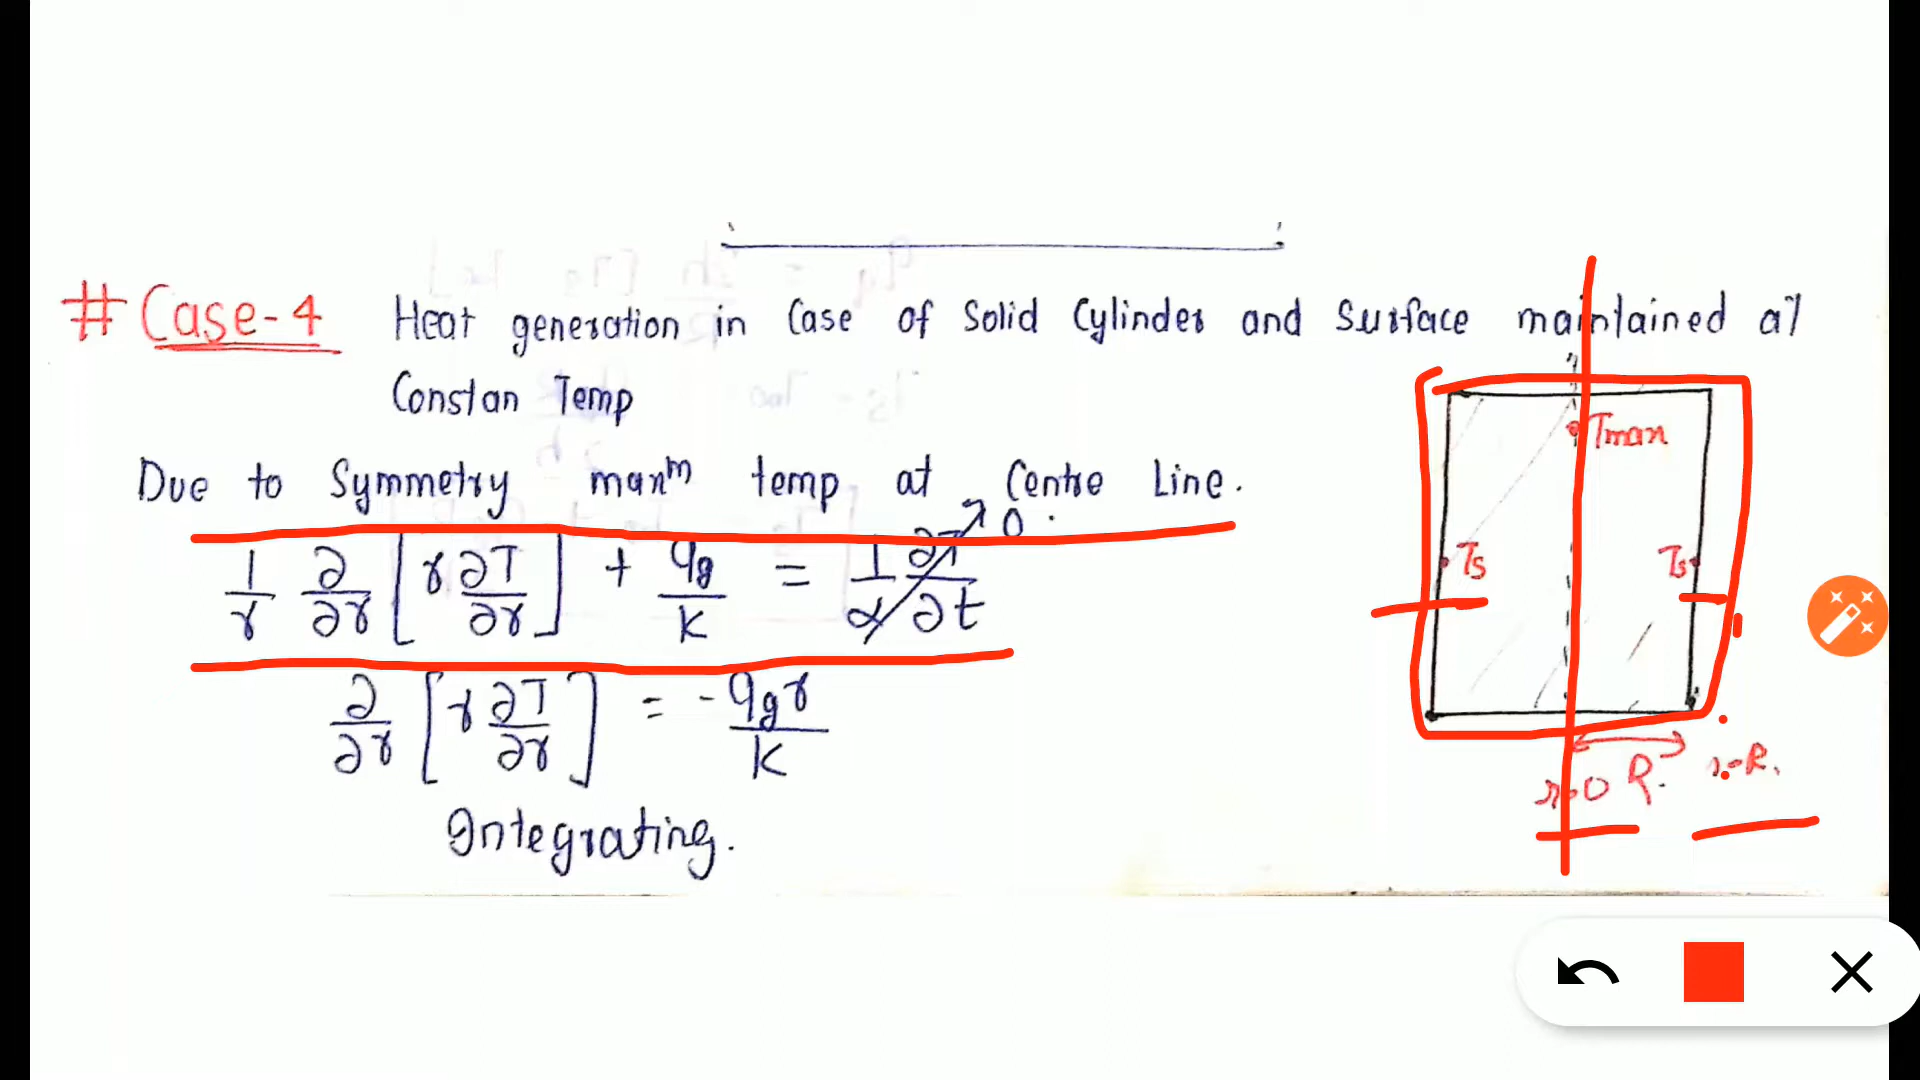 # Case-4 Heat generation in Case of Solid Cylinder and Surface maintained at
Constan Temp
Due to Symmetry maxᵐ temp at Centre Line.
1/r ∂/∂r [r ∂T/∂r] + qg/k = 1/α ∂T/∂t ↗ 0
∂/∂r [r ∂T/∂r] = - qgr/k
Integrating.
Tmax
Ts Ts
r=0 R. r=R.